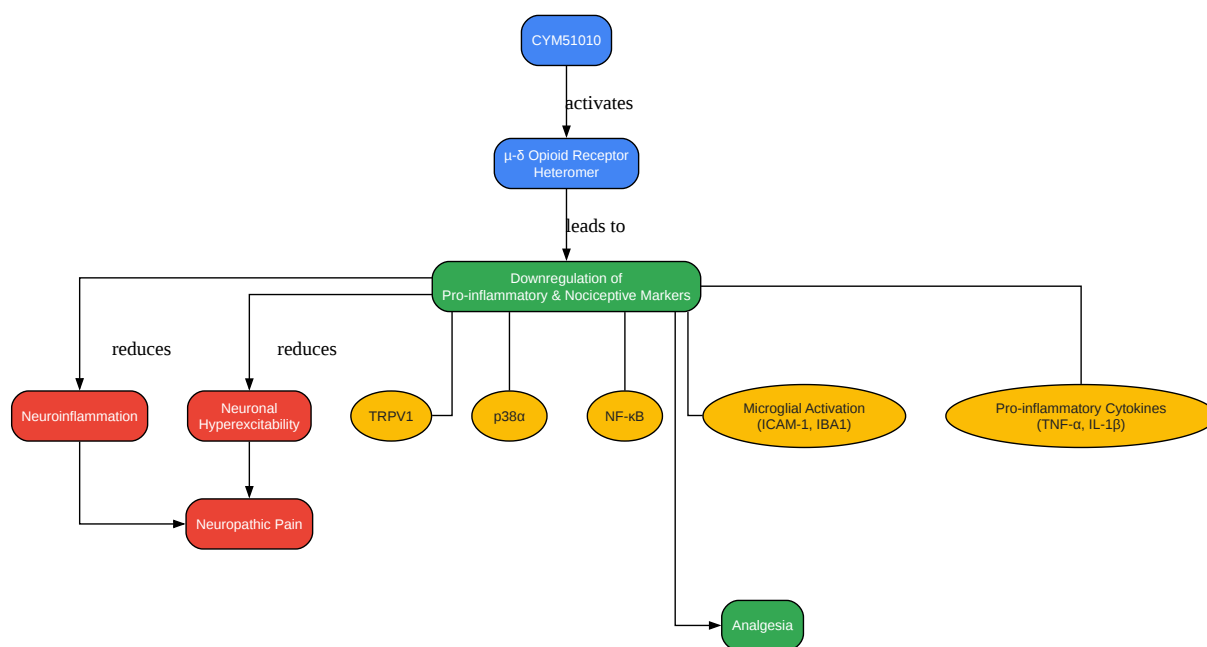 CYM51010
activates
µ-δ Opioid Receptor
Heteromer
leads to
Downregulation of
Pro-inflammatory & Nociceptive Markers
reduces
reduces
Neuroinflammation
Neuronal
Hyperexcitability
TRPV1
p38α
NF-κB
Microglial Activation
(ICAM-1, IBA1)
Pro-inflammatory Cytokines
(TNF-α, IL-1β)
Neuropathic Pain
Analgesia